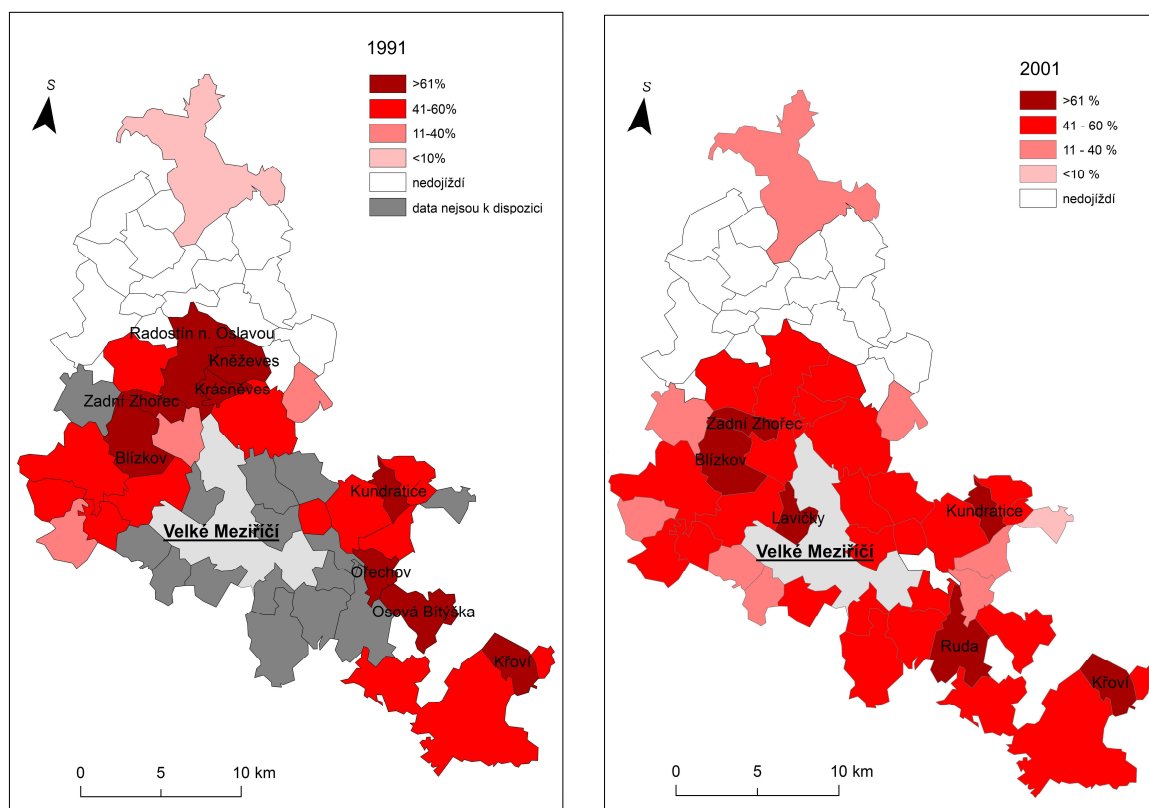 1991
S
>61%
41-60%
11-40%
<10%
nedojíždí
data nejsou k dispozici
Radostín n. Oslavou
Kněževes
Krásněves
Zadní Zhořec
Blízkov
Kundratice
Velké Meziříčí
Ořechov
Osová Bítýška
Křoví
0 5 10 km
2001
S
>61 %
41 - 60 %
11 - 40 %
<10 %
nedojíždí
Zadní Zhořec
Blízkov
Lavičky
Kundratice
Velké Meziříčí
Ruda
Křoví
0 5 10 km